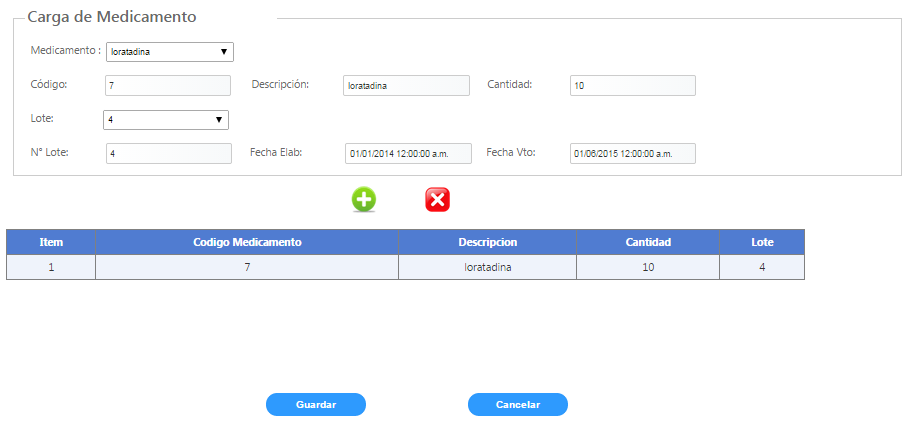 Carga de Medicamento
Medicamento : loratadina
Código: 7 Descripción: loratadina Cantidad: 10
Lote: 4
N° Lote: 4 Fecha Elab: 01/01/2014 12:00:00 a.m. Fecha Vto: 01/06/2015 12:00:00 a.m.
Item Codigo Medicamento Descripcion Cantidad Lote
1 7 loratadina 10 4
Guardar Cancelar